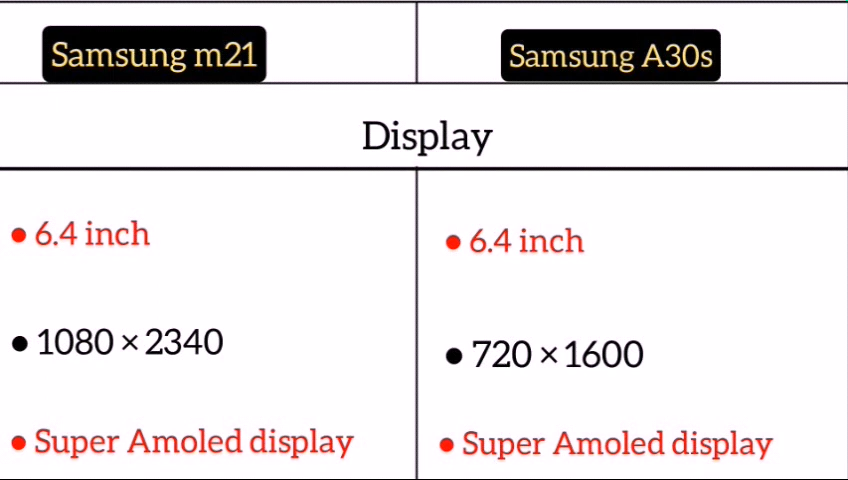 Samsung m21
Samsung A30s
Display
• 6.4 inch
• 6.4 inch
• 1080 × 2340
• 720 × 1600
• Super Amoled display
• Super Amoled display